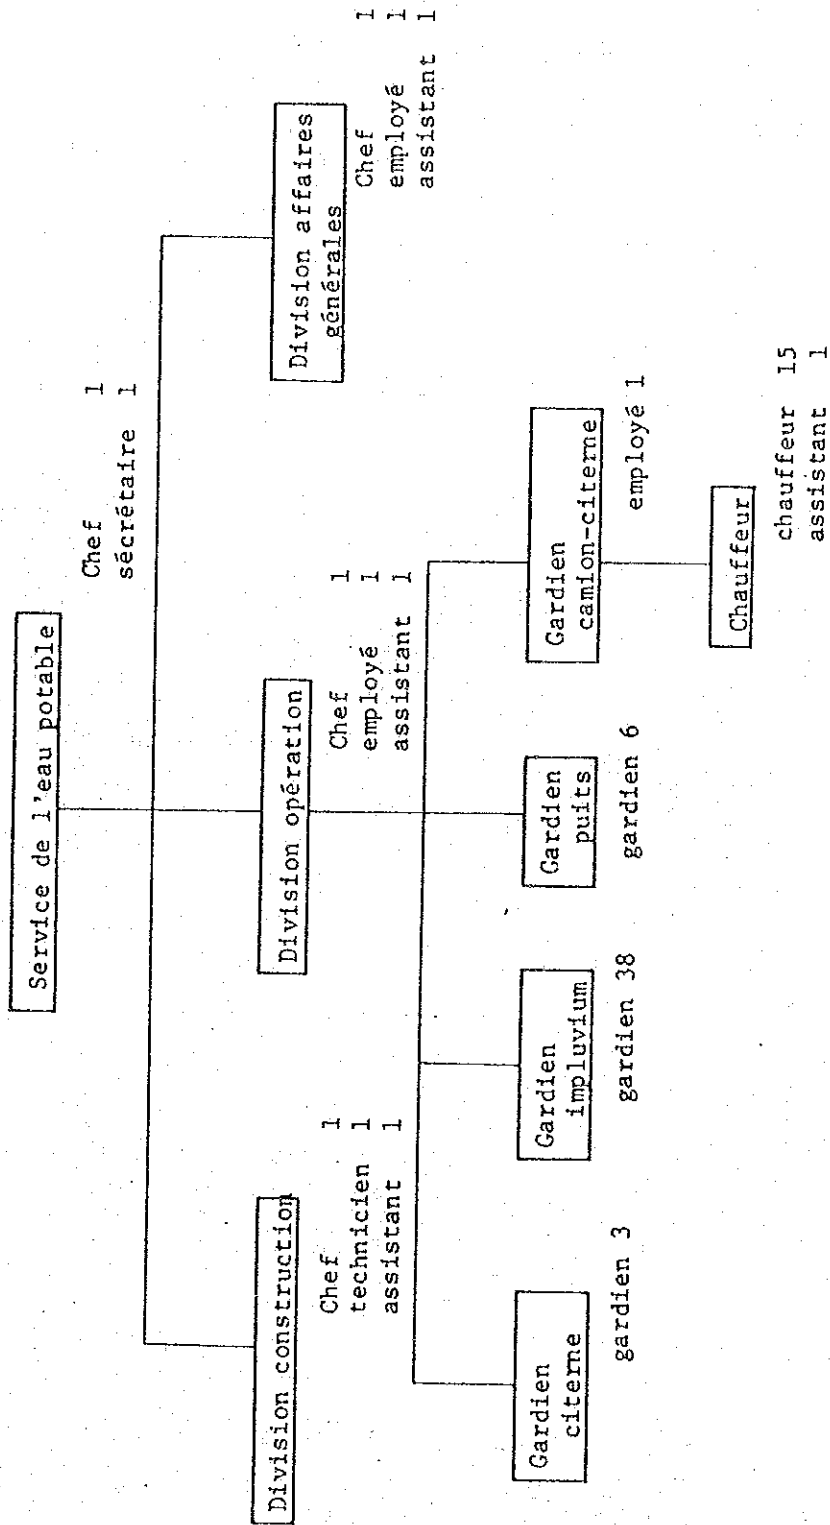 Service de l'eau potable
Chef 1
sécrétaire 1
Division construction
Chef 1
technicien 1
assistant 1
Division opération
Chef 1
employé 1
assistant 1
Division affaires
générales
Chef 1
employé 1
assistant 1
Gardien
citerne
gardien 3
Gardien
impluvium
gardien 38
Gardien
puits
gardien 6
Gardien
camion-citerne
employé 1
Chauffeur
chauffeur 15
assistant 1